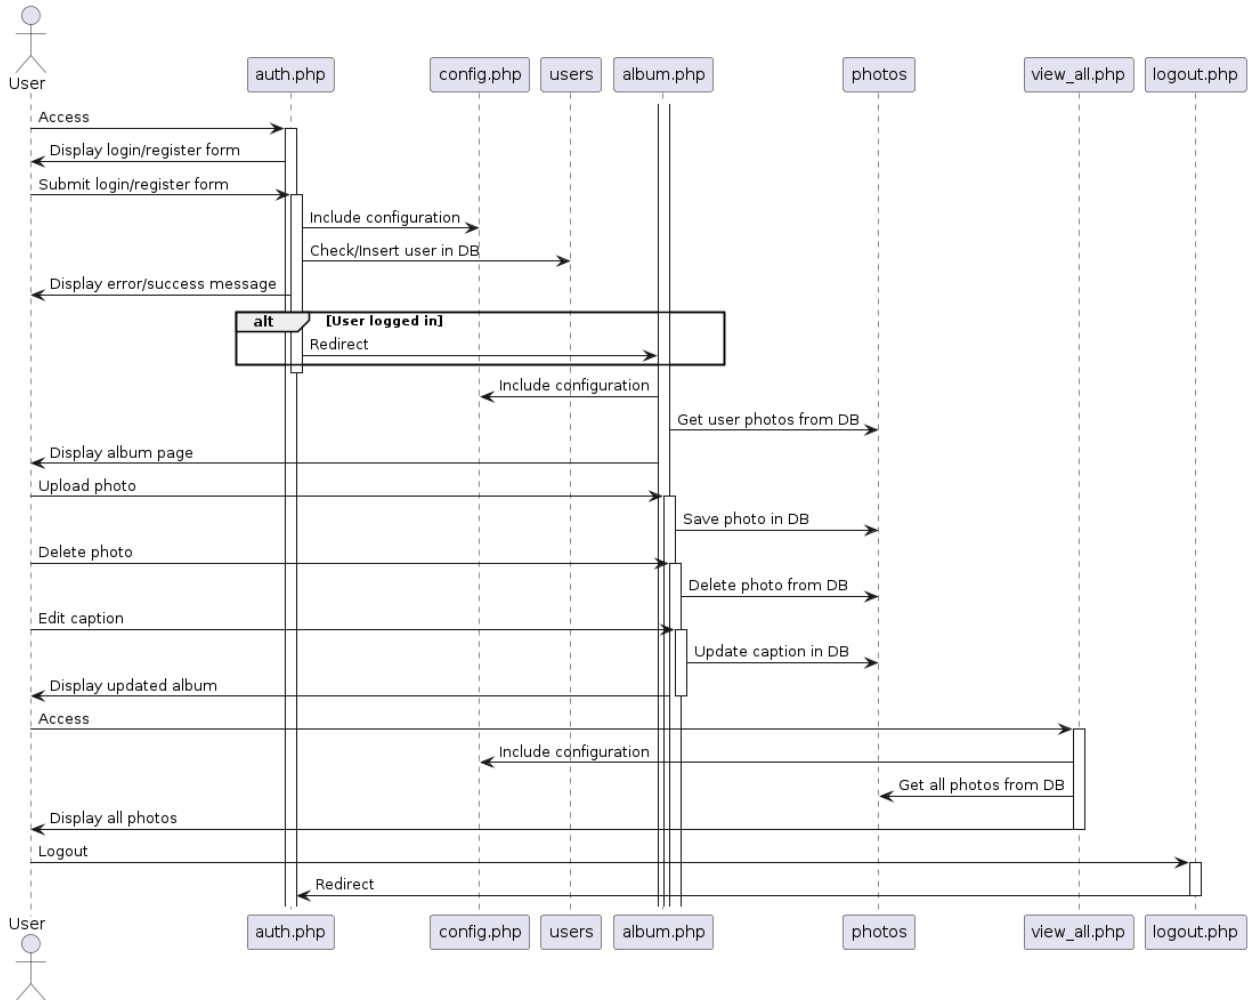 User
auth.php
config.php
users
album.php
photos
view_all.php
logout.php
Access
Display login/register form
Submit login/register form
Include configuration
Check/Insert user in DB
Display error/success message
alt [User logged in]
Redirect
Include configuration
Get user photos from DB
Display album page
Upload photo
Save photo in DB
Delete photo
Delete photo from DB
Edit caption
Update caption in DB
Display updated album
Access
Include configuration
Get all photos from DB
Display all photos
Logout
Redirect
User
auth.php
config.php
users
album.php
photos
view_all.php
logout.php